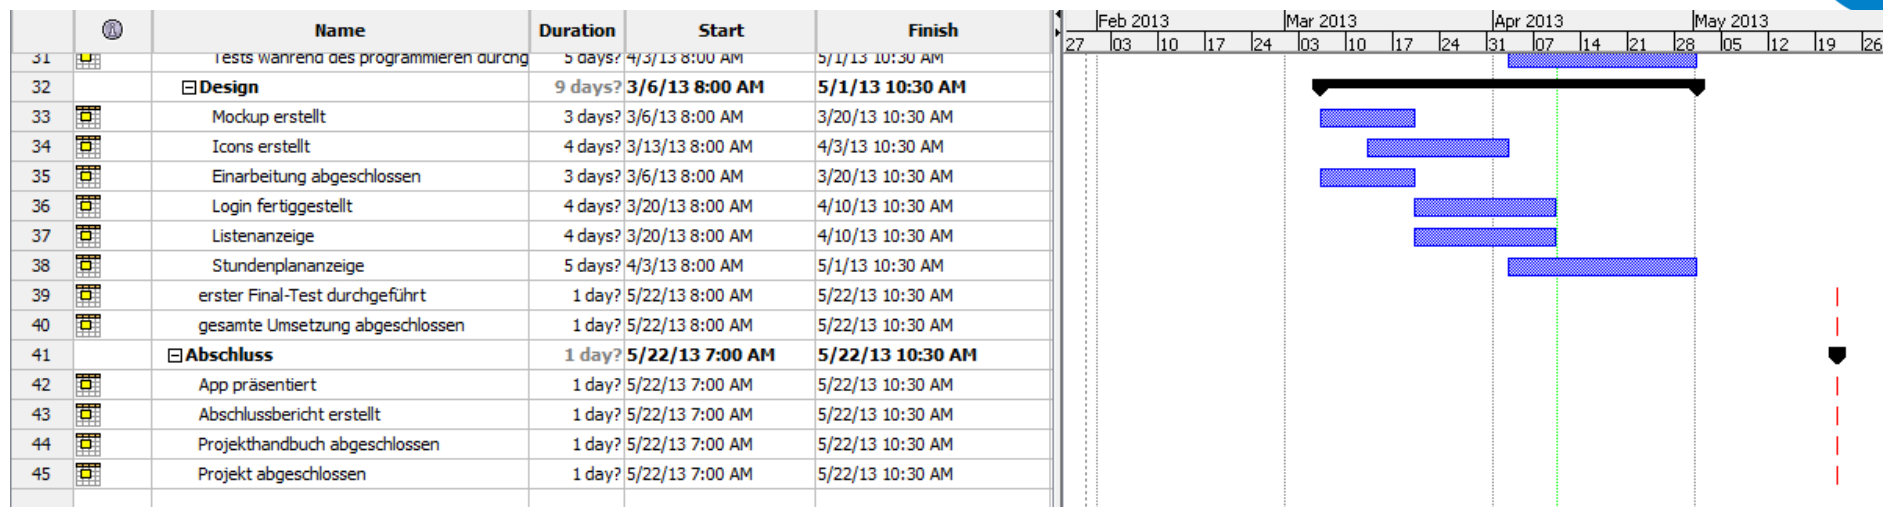 Name Duration Start Finish Feb 2013 Mar 2013 Apr 2013 May 2013
27 03 10 17 24 03 10 17 24 31 07 14 21 28 05 12 19 26
31 Tests während des programmieren durchg 5 days? 4/3/13 8:00 AM 5/1/13 10:30 AM
32 Design 9 days? 3/6/13 8:00 AM 5/1/13 10:30 AM
33 Mockup erstellt 3 days? 3/6/13 8:00 AM 3/20/13 10:30 AM
34 Icons erstellt 4 days? 3/13/13 8:00 AM 4/3/13 10:30 AM
35 Einarbeitung abgeschlossen 3 days? 3/6/13 8:00 AM 3/20/13 10:30 AM
36 Login fertiggestellt 4 days? 3/20/13 8:00 AM 4/10/13 10:30 AM
37 Listenanzeige 4 days? 3/20/13 8:00 AM 4/10/13 10:30 AM
38 Stundenplananzeige 5 days? 4/3/13 8:00 AM 5/1/13 10:30 AM
39 erster Final-Test durchgeführt 1 day? 5/22/13 8:00 AM 5/22/13 10:30 AM
40 gesamte Umsetzung abgeschlossen 1 day? 5/22/13 8:00 AM 5/22/13 10:30 AM
41 Abschluss 1 day? 5/22/13 7:00 AM 5/22/13 10:30 AM
42 App präsentiert 1 day? 5/22/13 7:00 AM 5/22/13 10:30 AM
43 Abschlussbericht erstellt 1 day? 5/22/13 7:00 AM 5/22/13 10:30 AM
44 Projekthandbuch abgeschlossen 1 day? 5/22/13 7:00 AM 5/22/13 10:30 AM
45 Projekt abgeschlossen 1 day? 5/22/13 7:00 AM 5/22/13 10:30 AM